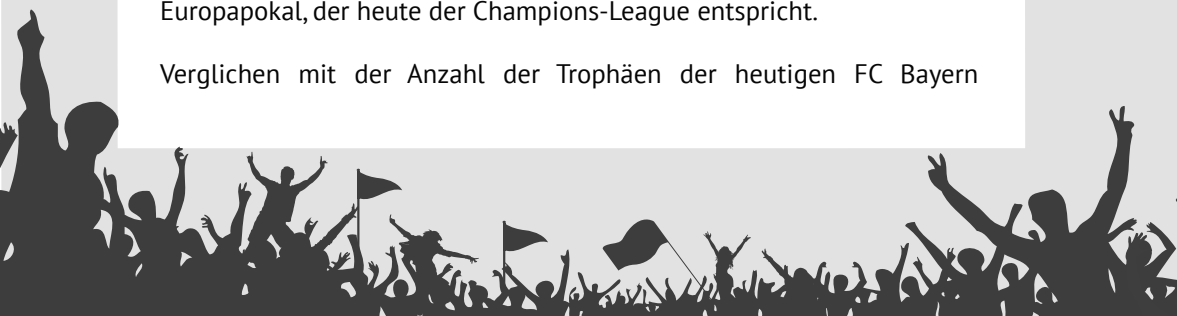 Europapokal, der heute der Champions-League entspricht.
Verglichen mit der Anzahl der Trophäen der heutigen FC Bayern